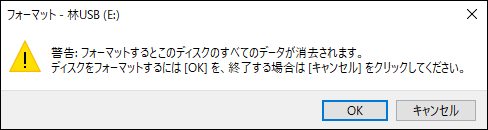 フォーマット - 林USB (E:)
警告: フォーマットするとこのディスクのすべてのデータが消去されます。
ディスクをフォーマットするには [OK] を、終了する場合は [キャンセル] をクリックしてください。
OK
キャンセル